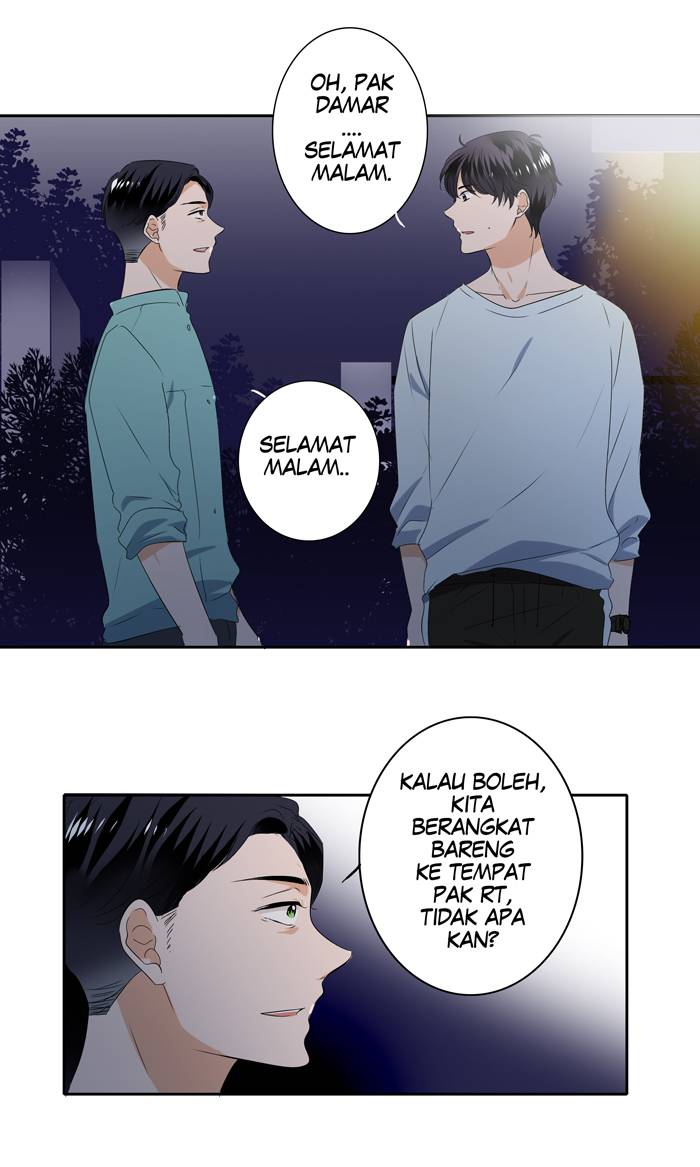 OH, PAK
DAMAR
....
SELAMAT
MALAM.
SELAMAT
MALAM..
KALAU BOLEH,
KITA
BERANGKAT
BARENG
KE TEMPAT
PAK RT,
TIDAK APA
KAN?